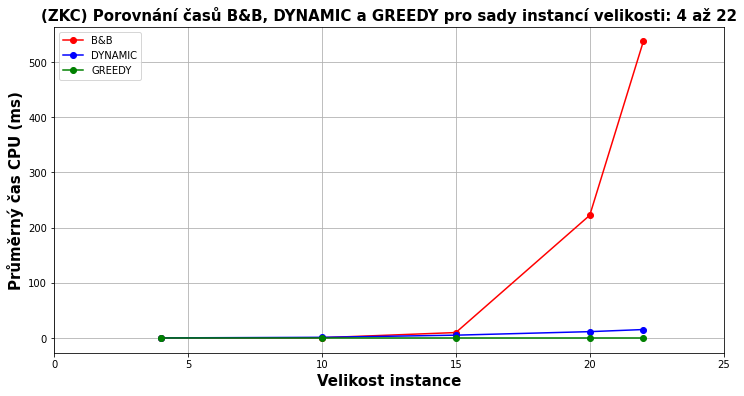 (ZKC) Porovnání časů B&B, DYNAMIC a GREEDY pro sady instancí velikosti: 4 až 22
B&B
DYNAMIC
GREEDY
Průměrný čas CPU (ms)
500
400
300
200
100
0
0 5 10 15 20 25
Velikost instance